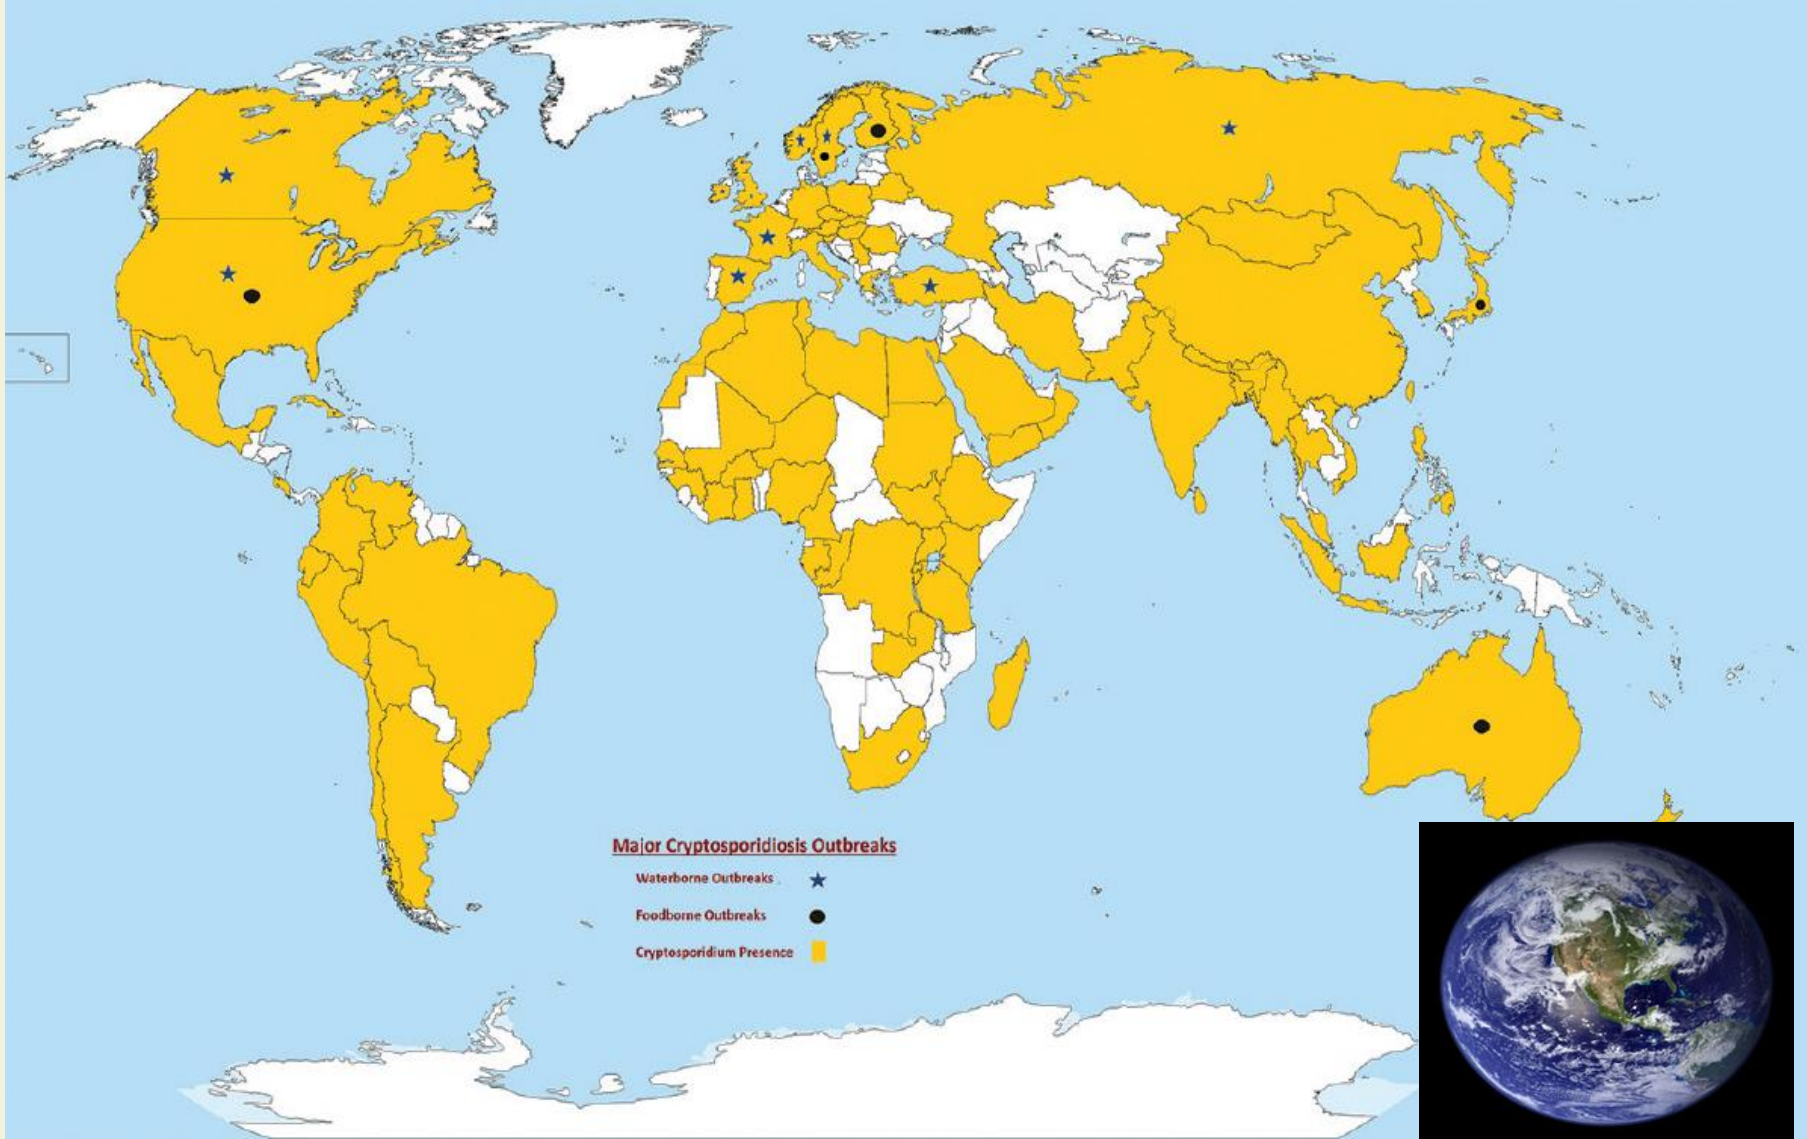 Major Cryptosporidiosis Outbreaks
Waterborne Outbreaks
Foodborne Outbreaks
Cryptosporidium Presence